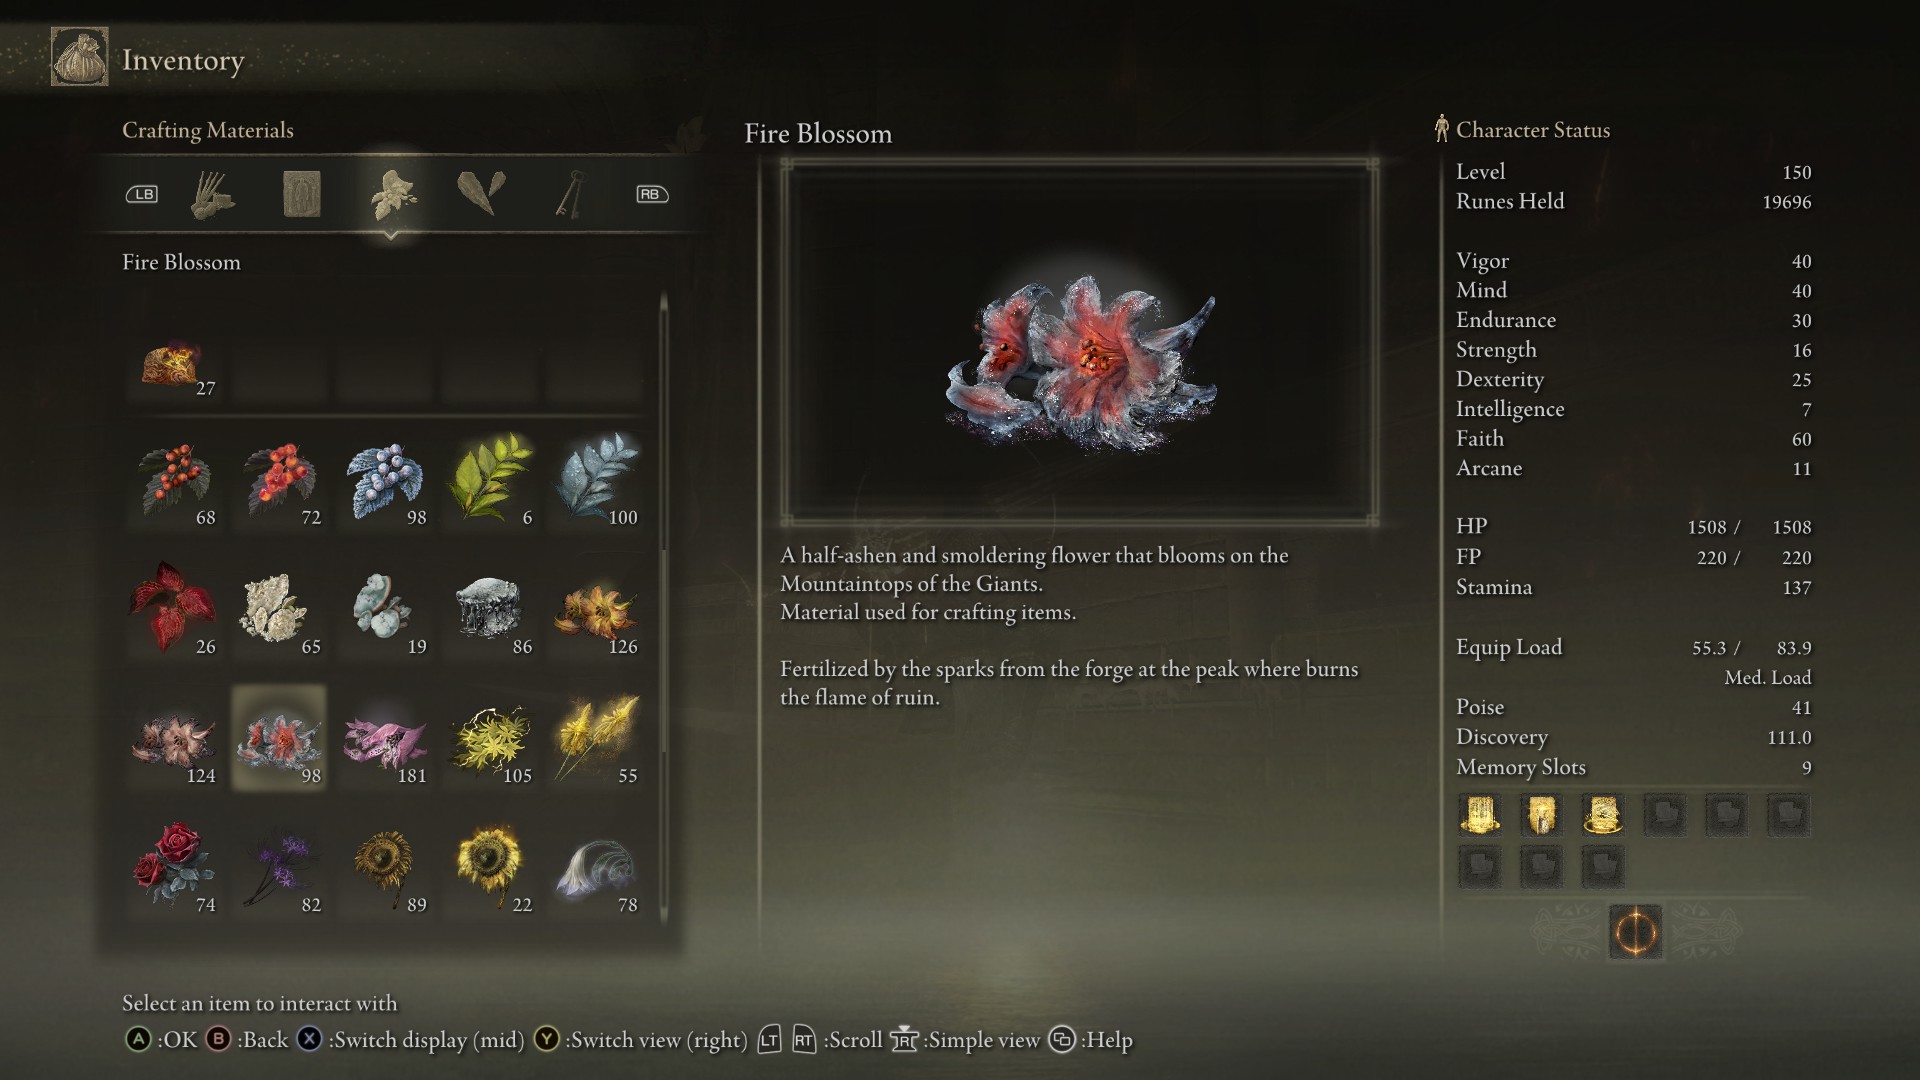 Inventory
Crafting Materials
LB
RB
Fire Blossom
27
68
72
98
6
100
26
65
19
86
126
124
98
181
105
55
74
82
89
22
78
Fire Blossom
A half-ashen and smoldering flower that blooms on the
Mountaintops of the Giants.
Material used for crafting items.
Fertilized by the sparks from the forge at the peak where burns
the flame of ruin.
Character Status
Level 150
Runes Held 19696
Vigor 40
Mind 40
Endurance 30
Strength 16
Dexterity 25
Intelligence 7
Faith 60
Arcane 11
HP 1508 / 1508
FP 220 / 220
Stamina 137
Equip Load 55.3 / 83.9
Med. Load
Poise 41
Discovery 111.0
Memory Slots 9
Select an item to interact with
A :OK B :Back X :Switch display (mid) Y :Switch view (right) LT RT :Scroll R :Simple view :Help